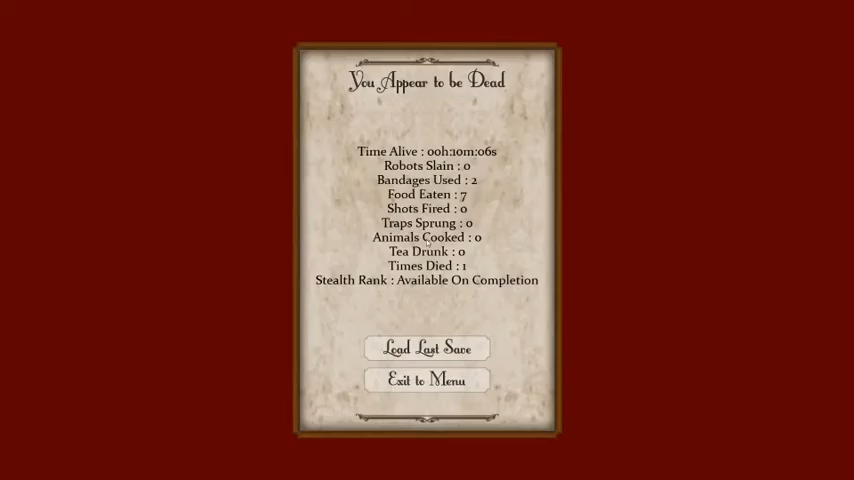 You Appear to be Dead
Time Alive : 00h:10m:06s
Robots Slain : 0
Bandages Used : 2
Food Eaten : 7
Shots Fired : 0
Traps Sprung : 0
Animals Cooked : 0
Tea Drunk : 0
Times Died : 1
Stealth Rank : Available On Completion
Load Last Save
Exit to Menu